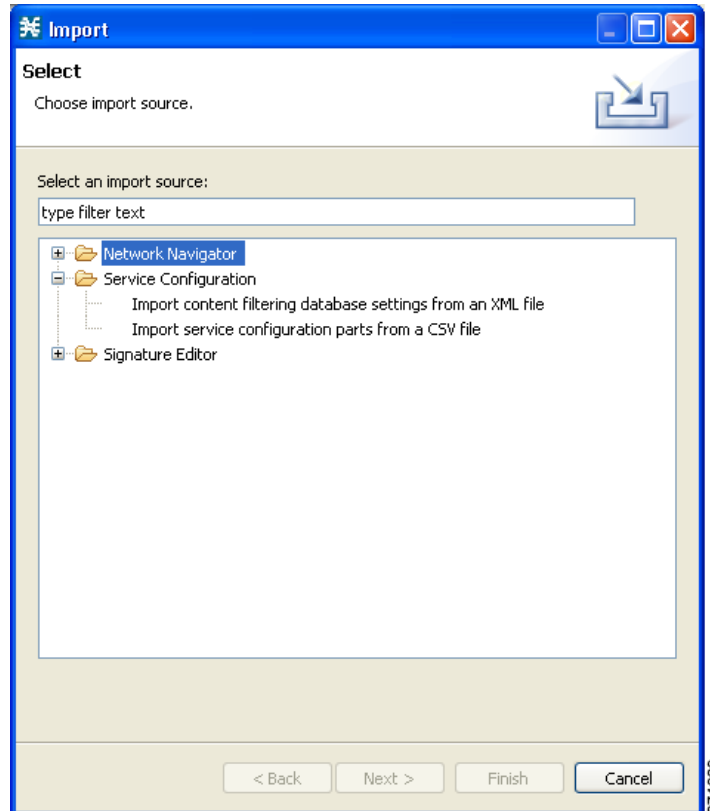 Import
Select
Choose import source.
Select an import source:
type filter text
Network Navigator
Service Configuration
Import content filtering database settings from an XML file
Import service configuration parts from a CSV file
Signature Editor
< Back
Next >
Finish
Cancel